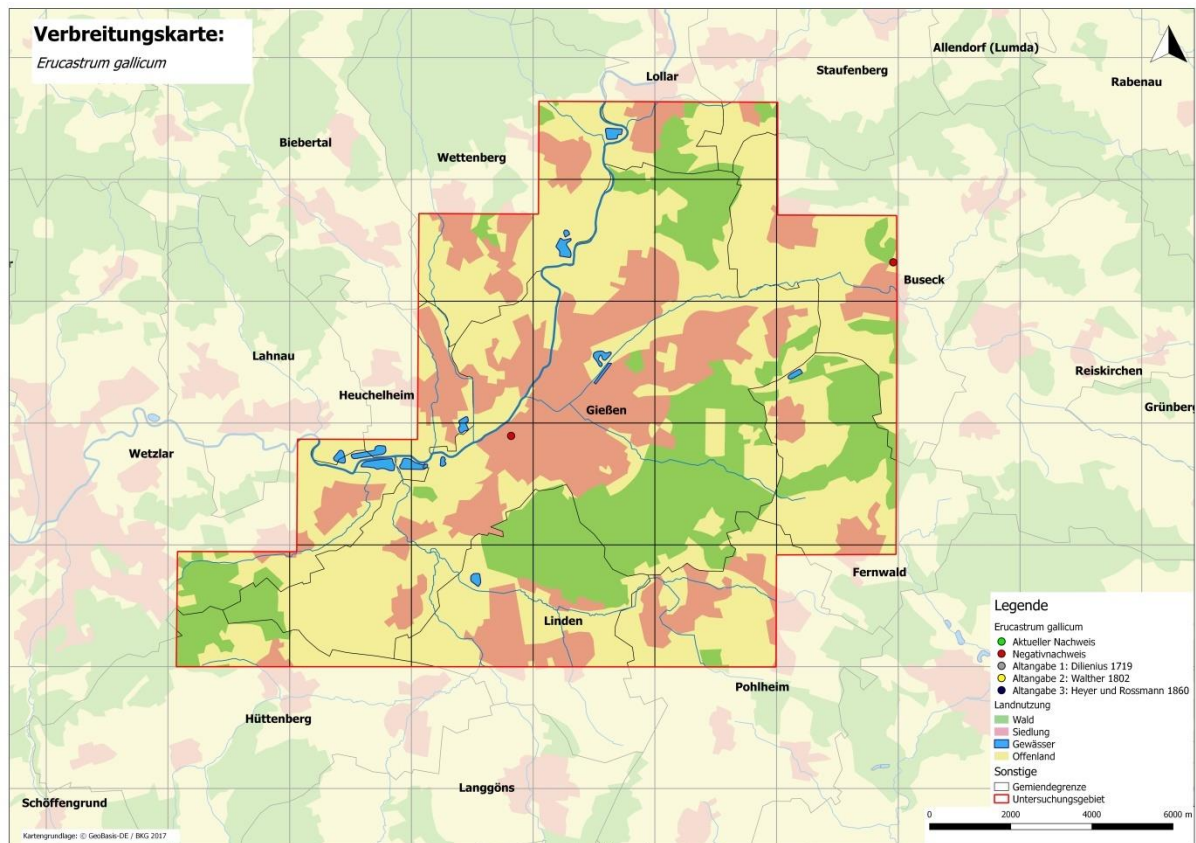 Verbreitungskarte:
Erucastrum gallicum
Allendorf (Lumda)
Lollar
Staufenberg
Rabenau
Biebertal
Wettenberg
Buseck
Lahnau
Reiskirchen
Heuchelheim
Grünberg
Gießen
Wetzlar
Fernwald
Linden
Pohlheim
Hüttenberg
Langgöns
Schöffengrund
Legende
Erucastrum gallicum
Aktueller Nachweis
Negativnachweis
Altangabe 1: Dilienius 1719
Altangabe 2: Walther 1802
Altangabe 3: Heyer und Rossmann 1860
Landnutzung
Wald
Siedlung
Gewässer
Offenland
Sonstige
Gemiendegrenze
Untersuchungsgebiet
0 2000 4000 6000 m
Kartengrundlage: © GeoBasis-DE / BKG 2017